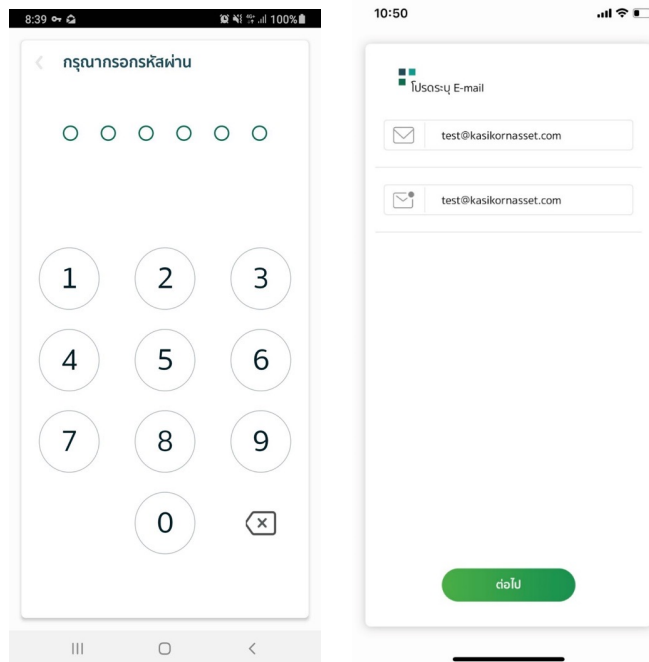 8:39
100%
กรุณากรอกรหัสผ่าน
1 2 3
4 5 6
7 8 9
0
10:50
โปรดระบุ E-mail
test@kasikornasset.com
test@kasikornasset.com
ต่อไป